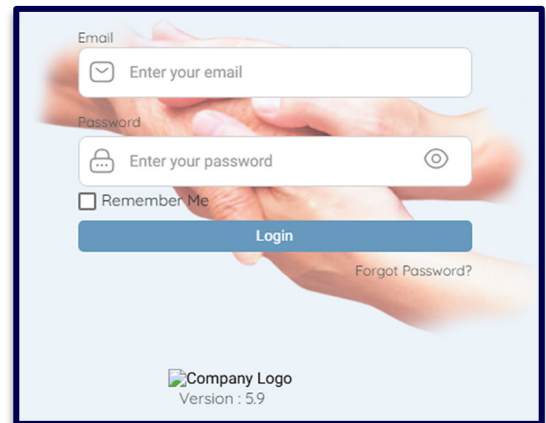 Email
Enter your email
Password
Enter your password
Remember Me
Login
Forgot Password?
Company Logo
Version : 5.9